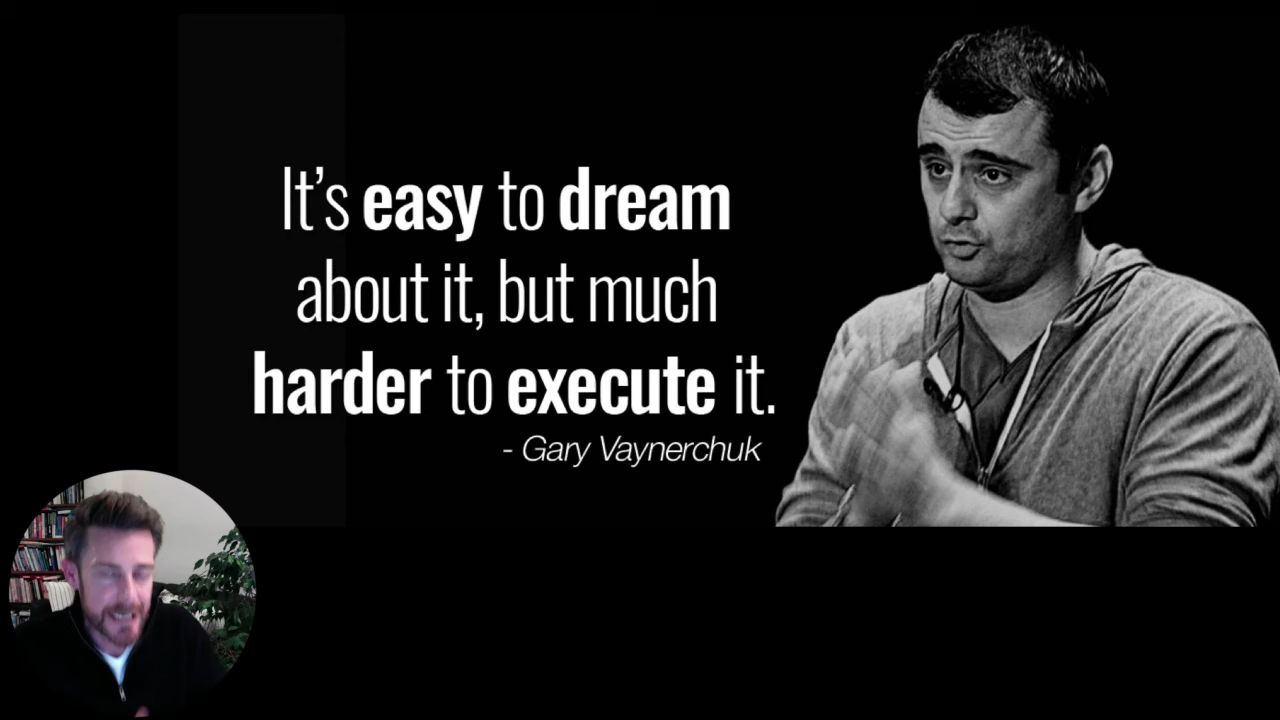 It’s easy to dream
about it, but much
harder to execute it.
- Gary Vaynerchuk